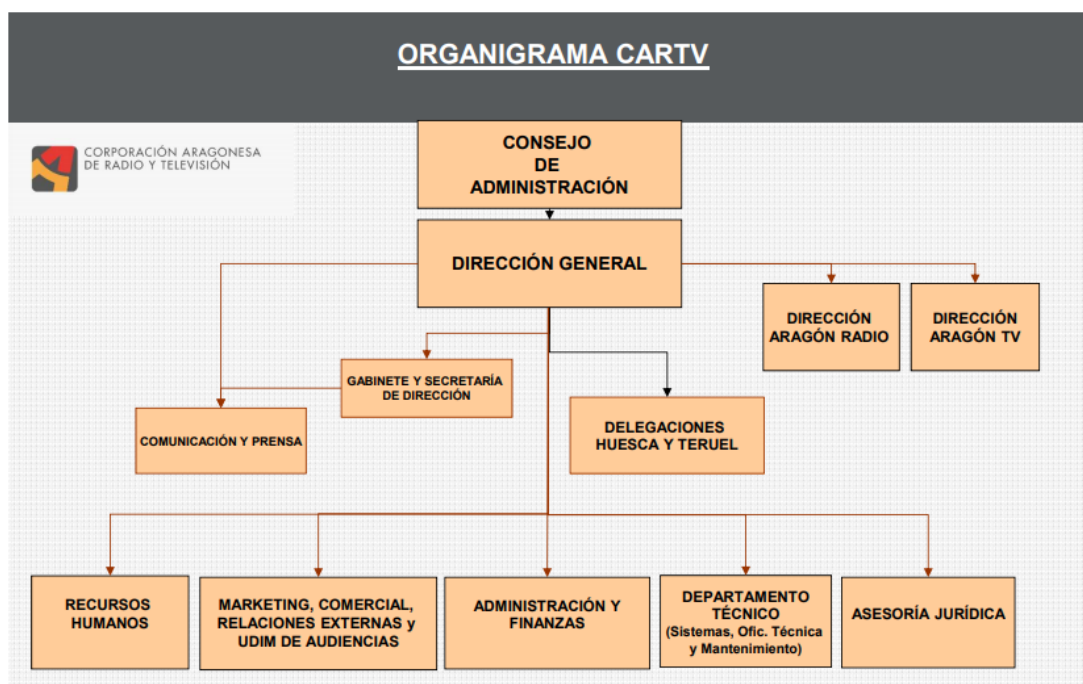 ORGANIGRAMA CARTV
CORPORACIÓN ARAGONESA
DE RADIO Y TELEVISIÓN
CONSEJO
DE
ADMINISTRACIÓN
DIRECCIÓN GENERAL
DIRECCIÓN
ARAGÓN RADIO
DIRECCIÓN
ARAGÓN TV
GABINETE Y SECRETARÍA
DE DIRECCIÓN
COMUNICACIÓN Y PRENSA
DELEGACIONES
HUESCA Y TERUEL
RECURSOS
HUMANOS
MARKETING, COMERCIAL,
RELACIONES EXTERNAS y
UDIM DE AUDIENCIAS
ADMINISTRACIÓN Y
FINANZAS
DEPARTAMENTO
TÉCNICO
(Sistemas, Ofic. Técnica
y Mantenimiento)
ASESORÍA JURÍDICA